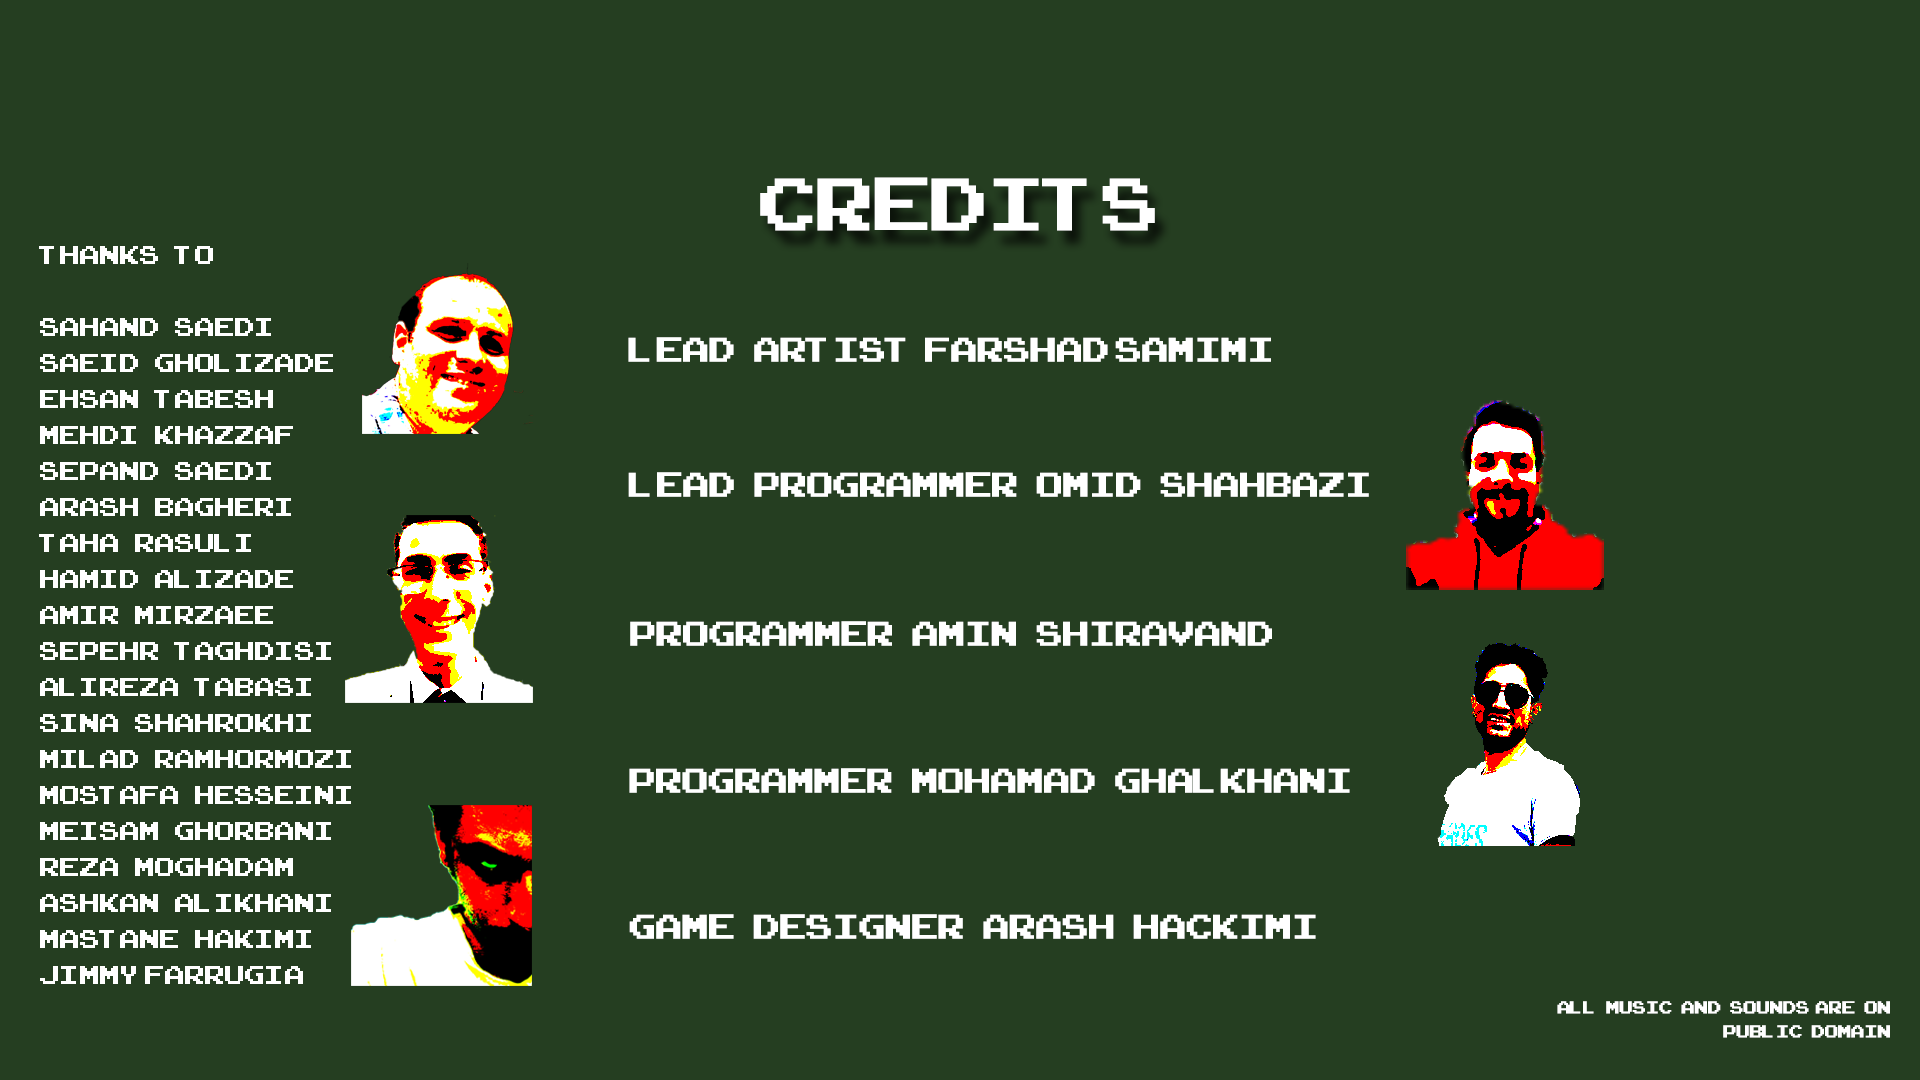 CREDITS
THANKS TO
SAHAND SAEDI
SAEID GHOLIZADE
EHSAN TABESH
MEHDI KHAZZAF
SEPAND SAEDI
ARASH BAGHERI
TAHA RASULI
HAMID ALIZADE
AMIR MIRZAEE
SEPEHR TAGHDISI
ALIREZA TABASI
SINA SHAHROKHI
MILAD RAMHORMOZI
MOSTAFA HESSEINI
MEISAM GHORBANI
REZA MOGHADAM
ASHKAN ALIKHANI
MASTANE HAKIMI
JIMMY FARRUGIA
LEAD ARTIST FARSHAD SAMIMI
LEAD PROGRAMMER OMID SHAHBAZI
PROGRAMMER AMIN SHIRAVAND
PROGRAMMER MOHAMAD GHALKHANI
GAME DESIGNER ARASH HACKIMI
ALL MUSIC AND SOUNDS ARE ON
PUBLIC DOMAIN